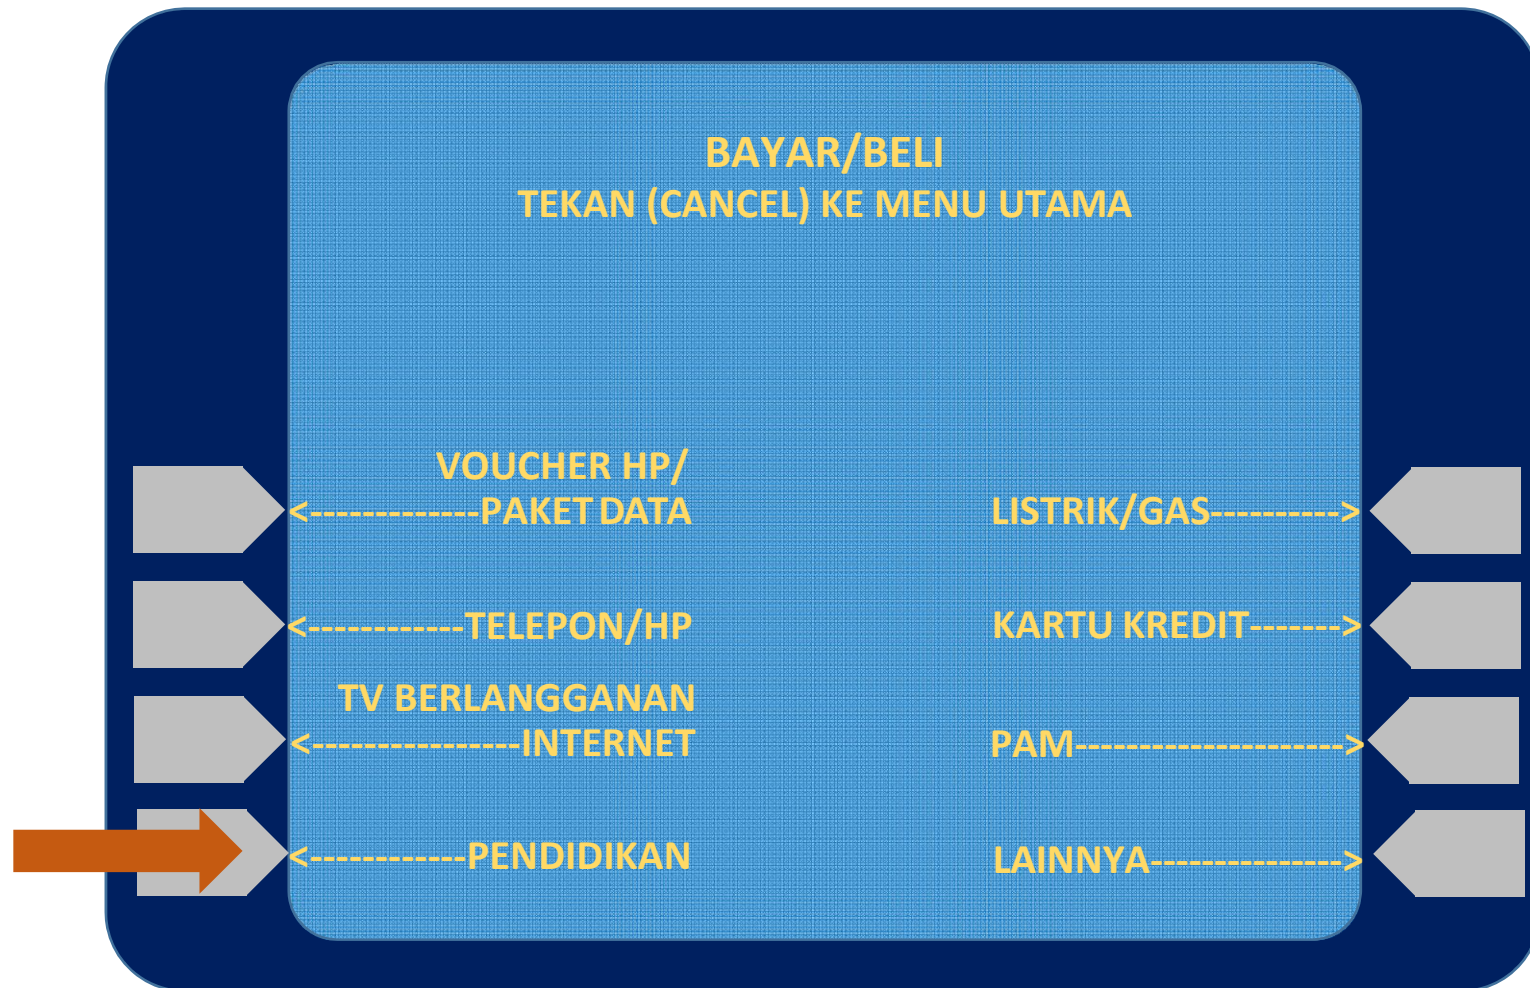 BAYAR/BELI
TEKAN (CANCEL) KE MENU UTAMA
VOUCHER HP/
<-------------PAKET DATA
LISTRIK/GAS---------->
<------------TELEPON/HP
KARTU KREDIT------->
TV BERLANGGANAN
<----------------INTERNET
PAM--------------------->
<------------PENDIDIKAN
LAINNYA--------------->